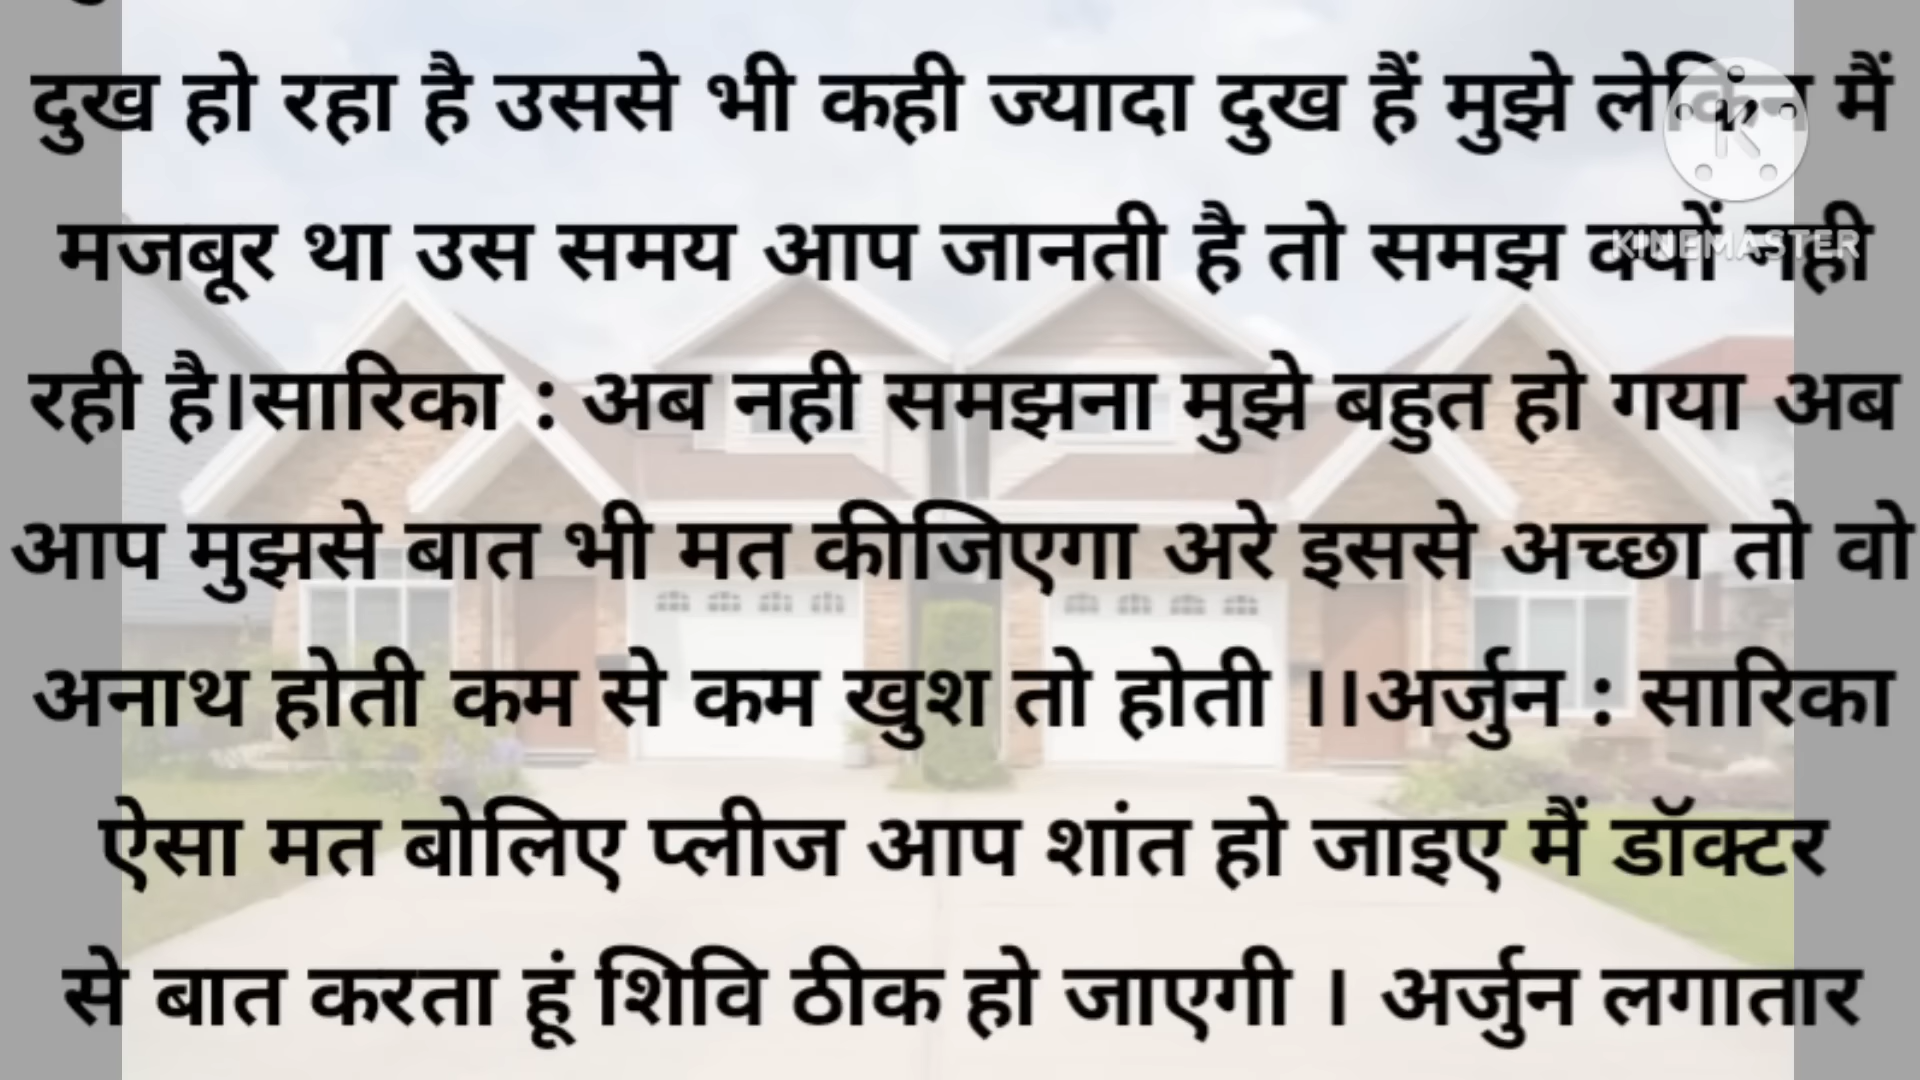 दुख हो रहा है उससे भी कही ज्यादा दुख हैं मुझे लेकिन मैं
मजबूर था उस समय आप जानती है तो समझ क्यों नही
KINEMASTER
रही है।सारिका : अब नही समझना मुझे बहुत हो गया अब
आप मुझसे बात भी मत कीजिएगा अरे इससे अच्छा तो वो
अनाथ होती कम से कम खुश तो होती ।।अर्जुन : सारिका
ऐसा मत बोलिए प्लीज आप शांत हो जाइए मैं डॉक्टर
से बात करता हूं शिवि ठीक हो जाएगी । अर्जुन लगातार